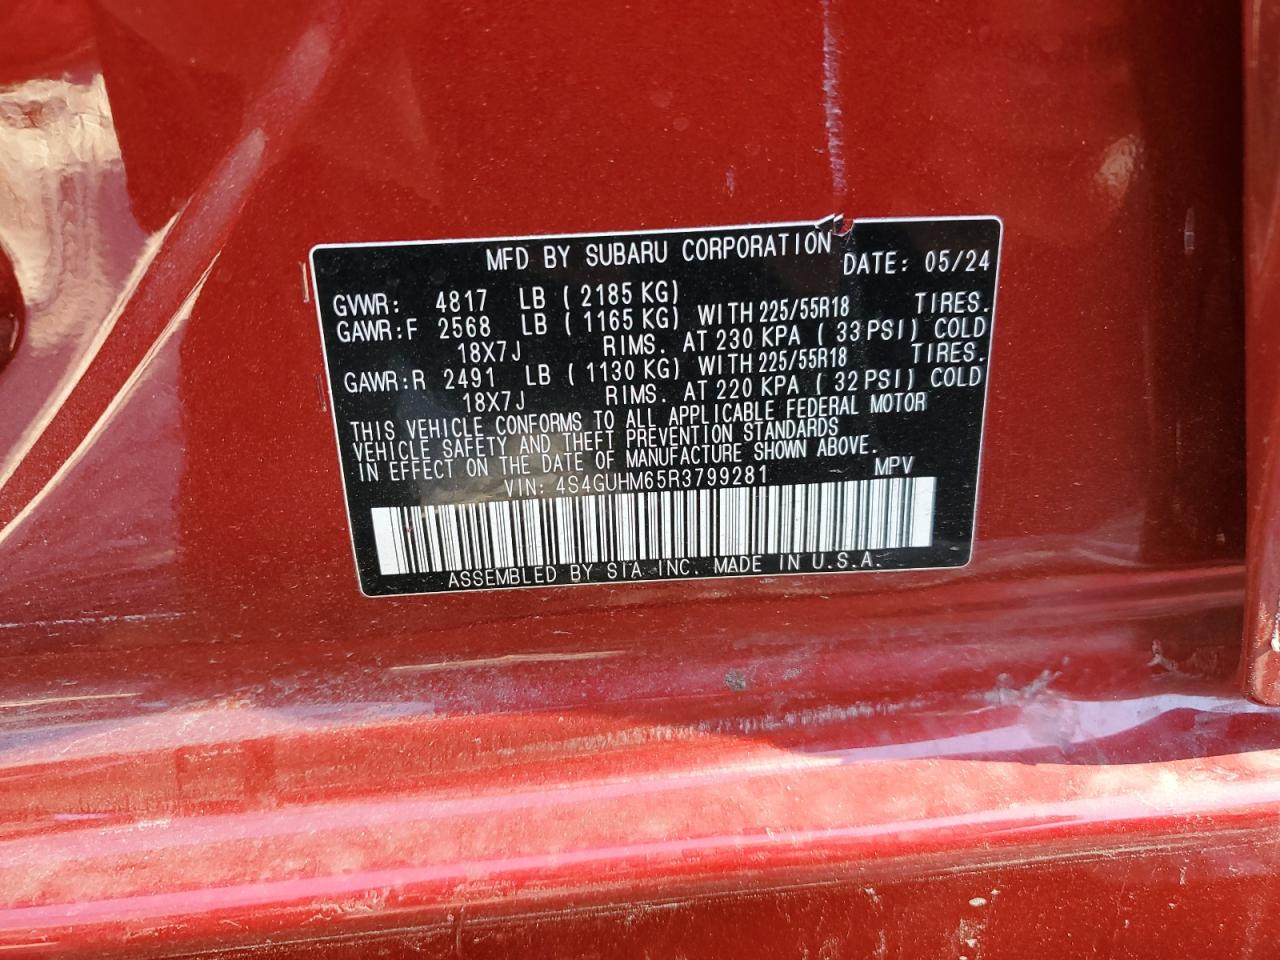 MFD BY SUBARU CORPORATION DATE: 05/24
GVWR: 4817 LB (2185 KG)
GAWR:F 2568 LB (1165 KG) WITH 225/55R18 TIRES.
18X7J RIMS. AT 230 KPA (33 PSI) COLD
GAWR:R 2491 LB (1130 KG) WITH 225/55R18 TIRES.
18X7J RIMS. AT 220 KPA (32 PSI) COLD
THIS VEHICLE CONFORMS TO ALL APPLICABLE FEDERAL MOTOR
VEHICLE SAFETY AND THEFT PREVENTION STANDARDS
IN EFFECT ON THE DATE OF MANUFACTURE SHOWN ABOVE.
VIN: 4S4GUHM65R3799281 MPV
ASSEMBLED BY SIA INC. MADE IN U.S.A.